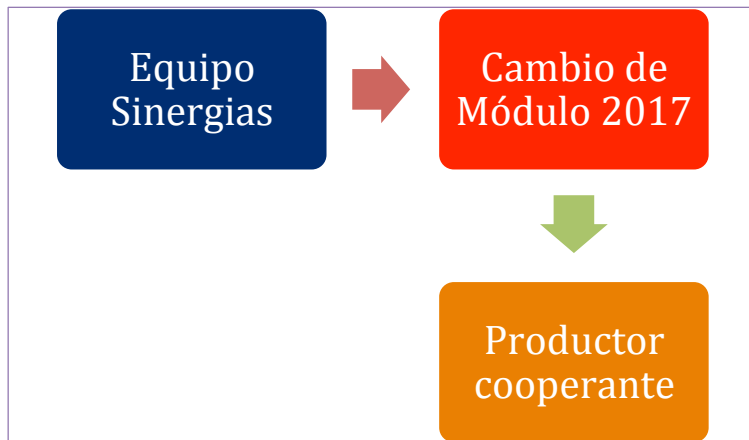 Equipo
Sinergias
Cambio de
Módulo 2017
Productor
cooperante